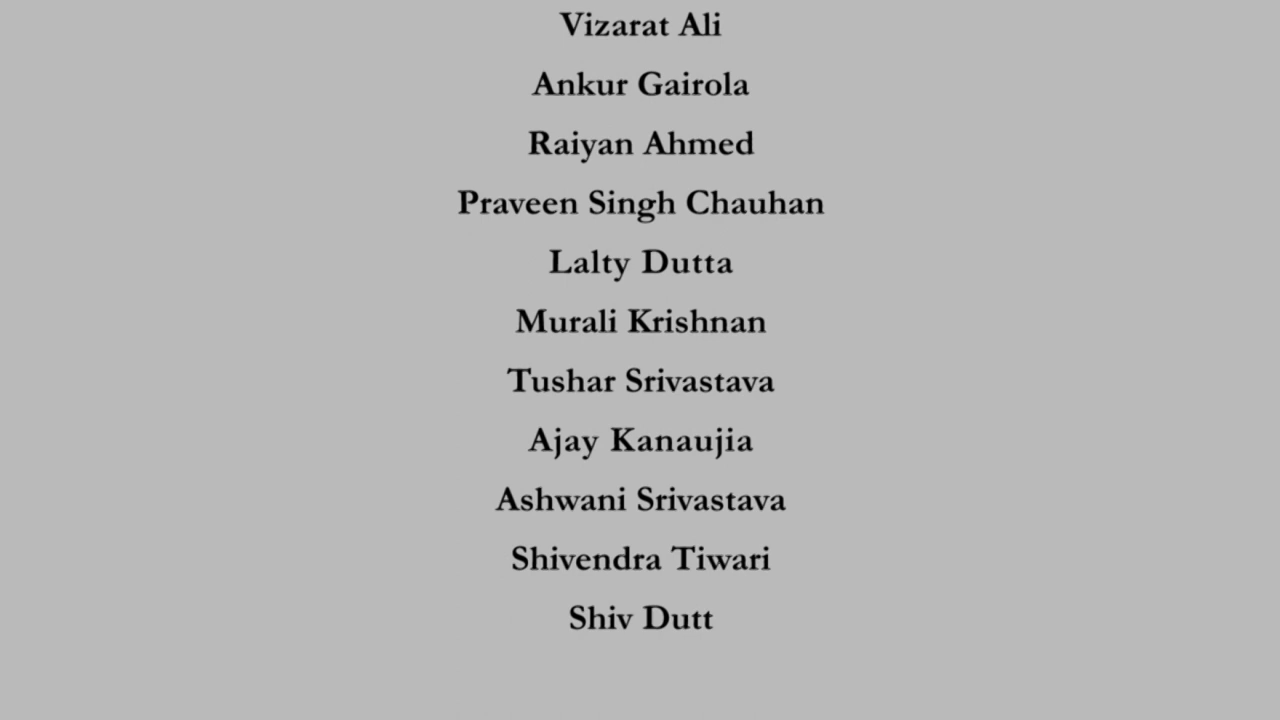 Vizarat Ali
Ankur Gairola
Raiyan Ahmed
Praveen Singh Chauhan
Lalty Dutta
Murali Krishnan
Tushar Srivastava
Ajay Kanaujia
Ashwani Srivastava
Shivendra Tiwari
Shiv Dutt